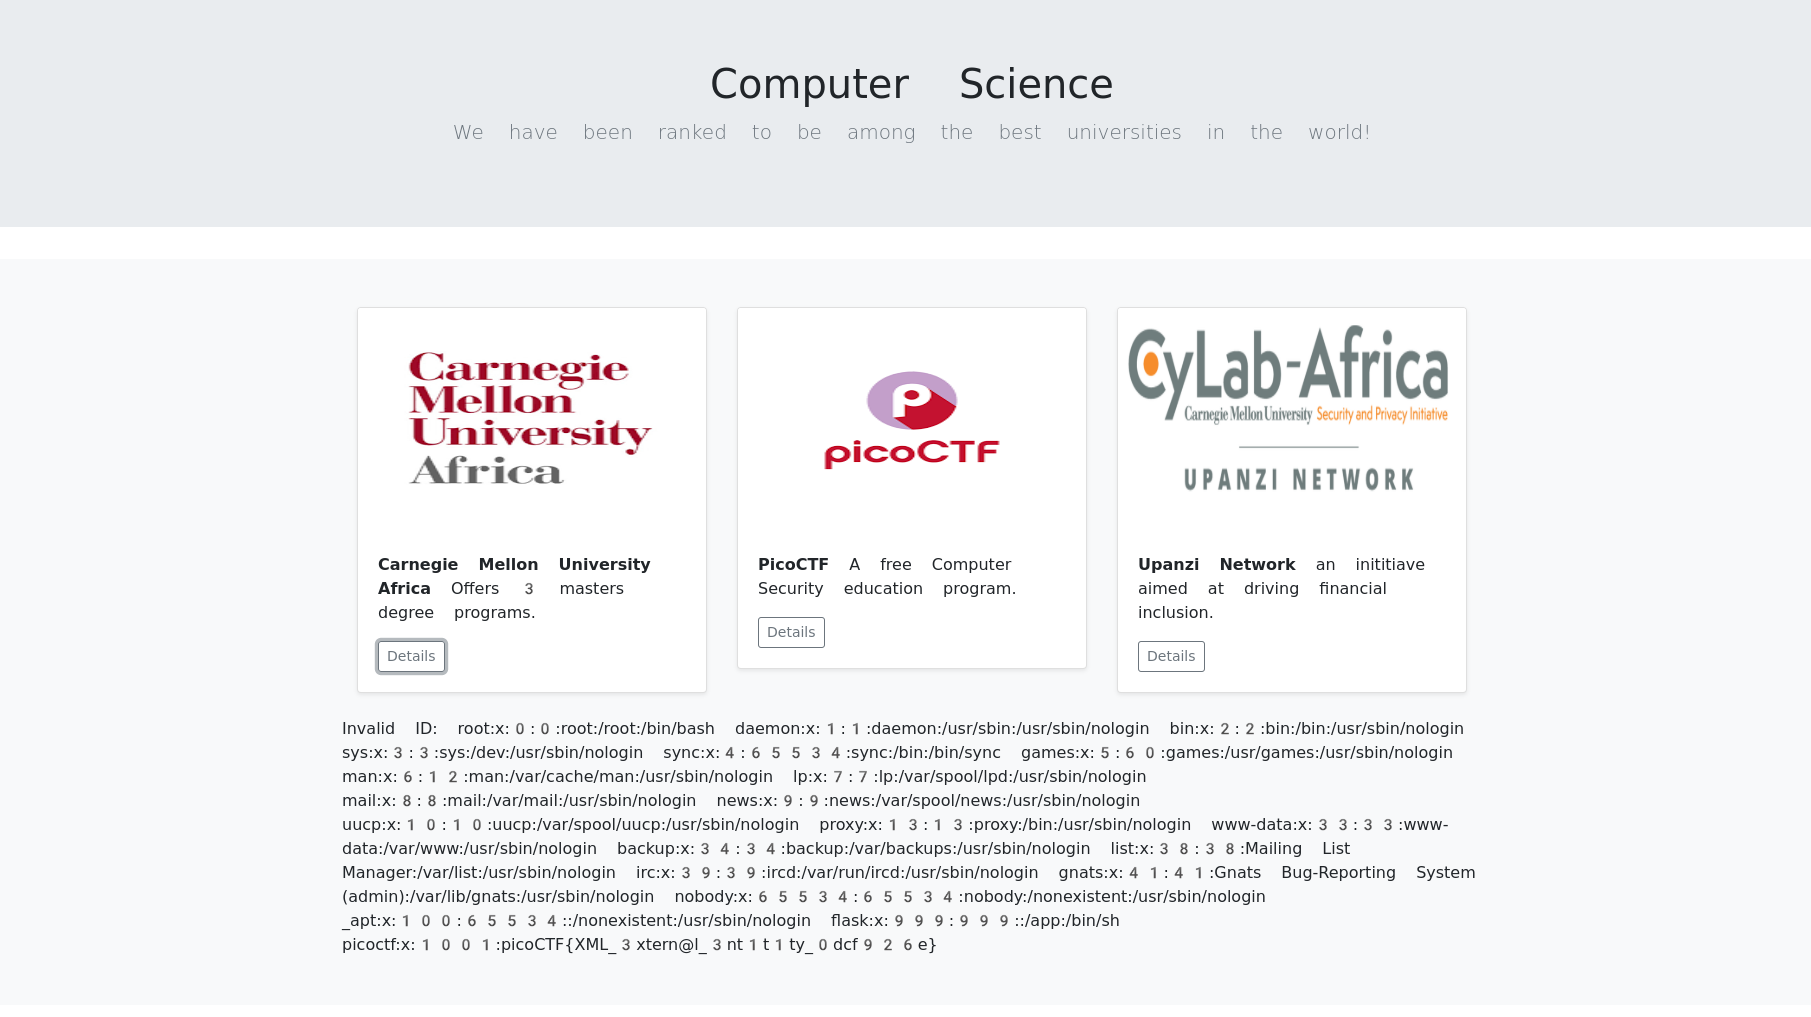 Computer Science
We have been ranked to be among the best universities in the world!
Carnegie
Mellon
University
Africa
picoCTF
CyLab-Africa
Carnegie Mellon University Security and Privacy Initiative
UPANZI NETWORK
Carnegie Mellon University
Africa Offers 3 masters
degree programs.
Details
PicoCTF A free Computer
Security education program.
Details
Upanzi Network an inititiave
aimed at driving financial
inclusion.
Details
Invalid ID: root:x:0:0:root:/root:/bin/bash daemon:x:1:1:daemon:/usr/sbin:/usr/sbin/nologin bin:x:2:2:bin:/bin:/usr/sbin/nologin
sys:x:3:3:sys:/dev:/usr/sbin/nologin sync:x:4:65534:sync:/bin:/bin/sync games:x:5:60:games:/usr/games:/usr/sbin/nologin
man:x:6:12:man:/var/cache/man:/usr/sbin/nologin lp:x:7:7:lp:/var/spool/lpd:/usr/sbin/nologin
mail:x:8:8:mail:/var/mail:/usr/sbin/nologin news:x:9:9:news:/var/spool/news:/usr/sbin/nologin
uucp:x:10:10:uucp:/var/spool/uucp:/usr/sbin/nologin proxy:x:13:13:proxy:/bin:/usr/sbin/nologin www-data:x:33:33:www-
data:/var/www:/usr/sbin/nologin backup:x:34:34:backup:/var/backups:/usr/sbin/nologin list:x:38:38:Mailing List
Manager:/var/list:/usr/sbin/nologin irc:x:39:39:ircd:/var/run/ircd:/usr/sbin/nologin gnats:x:41:41:Gnats Bug-Reporting System
(admin):/var/lib/gnats:/usr/sbin/nologin nobody:x:65534:65534:nobody:/nonexistent:/usr/sbin/nologin
_apt:x:100:65534::/nonexistent:/usr/sbin/nologin flask:x:999:999::/app:/bin/sh
picoctf:x:1001:picoCTF{XML_3xtern@l_3nt1t1ty_0dcf926e}